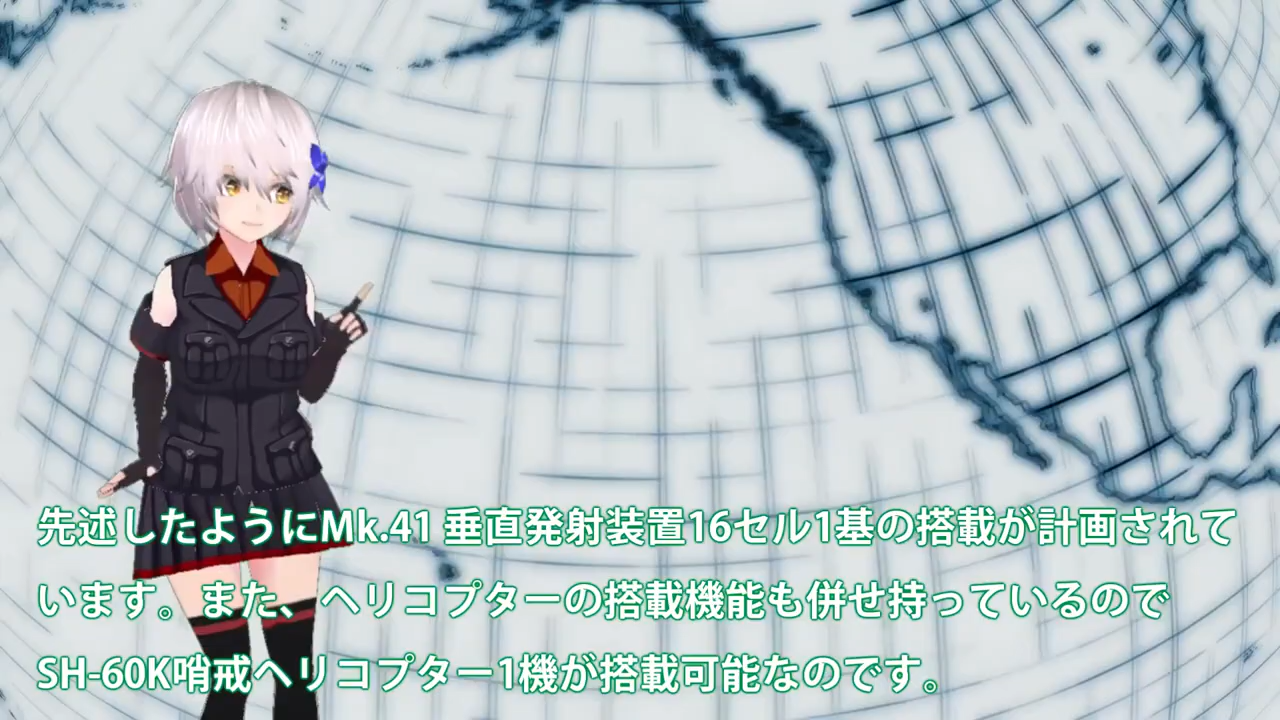 先述したようにMk.41 垂直発射装置16セル1基の搭載が計画されて
います。また、ヘリコプターの搭載機能も併せ持っているので
SH-60K哨戒ヘリコプター1機が搭載可能なのです。